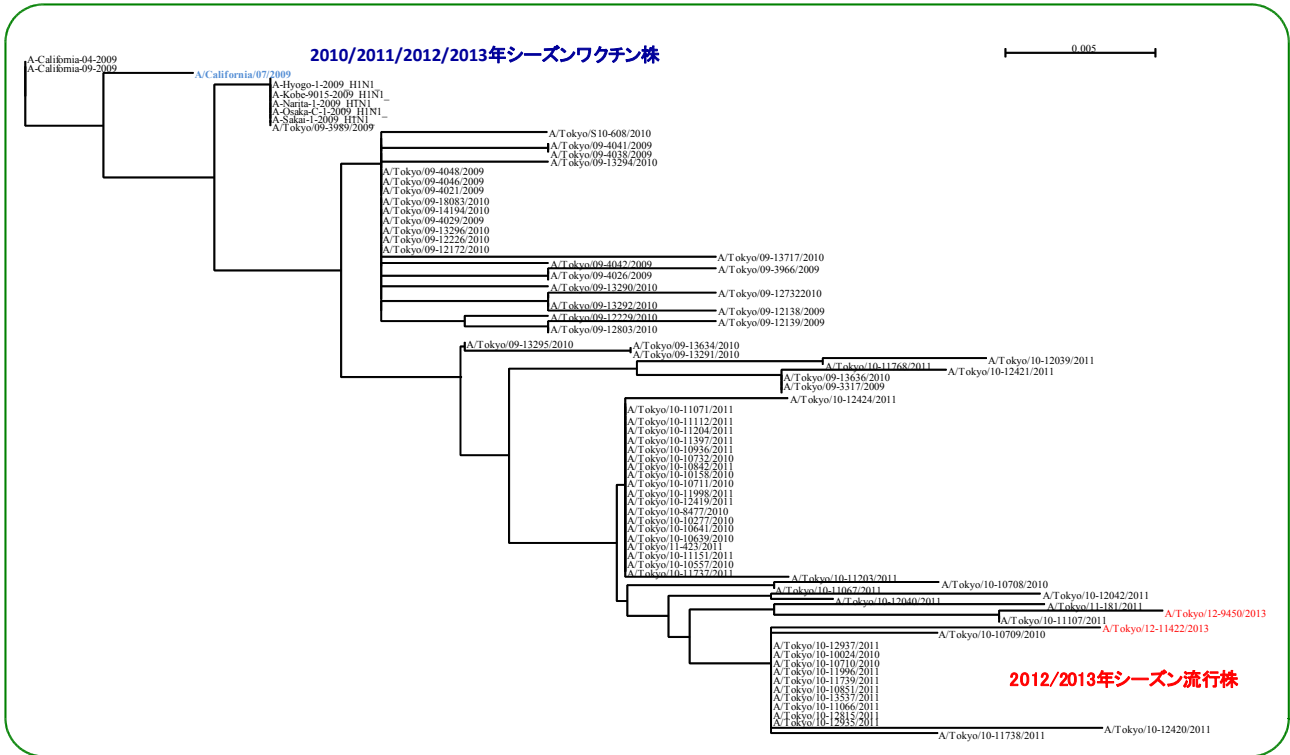 2010/2011/2012/2013年シーズンワクチン株
0.005
A-California-04-2009
A-California-09-2009
A/California/07/2009
A-Hyogo-1-2009_H1N1_
A-Kobe-9015-2009_H1N1_
A-Narita-1-2009_H1N1_
A-Osaka-C-1-2009_H1N1_
A-Sakai-1-2009_H1N1_
A/Tokyo/09-3989/2009
A/Tokyo/S10-608/2010
A/Tokyo/09-4041/2009
A/Tokyo/09-4038/2009
A/Tokyo/09-13294/2010
A/Tokyo/09-4048/2009
A/Tokyo/09-4046/2009
A/Tokyo/09-4021/2009
A/Tokyo/09-18083/2010
A/Tokyo/09-14194/2010
A/Tokyo/09-4029/2009
A/Tokyo/09-13296/2010
A/Tokyo/09-12226/2010
A/Tokyo/09-12172/2010
A/Tokyo/09-13717/2010
A/Tokyo/09-4042/2009
A/Tokyo/09-3966/2009
A/Tokyo/09-4026/2009
A/Tokyo/09-13290/2010
A/Tokyo/09-127322010
A/Tokyo/09-13292/2010
A/Tokyo/09-12138/2009
A/Tokyo/09-12229/2010
A/Tokyo/09-12139/2009
A/Tokyo/09-12803/2010
A/Tokyo/09-13295/2010
A/Tokyo/09-13634/2010
A/Tokyo/09-13291/2010
A/Tokyo/10-12039/2011
A/Tokyo/10-11768/2011
A/Tokyo/10-12421/2011
A/Tokyo/09-13636/2010
A/Tokyo/09-3317/2009
A/Tokyo/10-12424/2011
A/Tokyo/10-11071/2011
A/Tokyo/10-11112/2011
A/Tokyo/10-11204/2011
A/Tokyo/10-11397/2011
A/Tokyo/10-10936/2011
A/Tokyo/10-10732/2010
A/Tokyo/10-10842/2011
A/Tokyo/10-10158/2010
A/Tokyo/10-10711/2010
A/Tokyo/10-11998/2011
A/Tokyo/10-12419/2011
A/Tokyo/10-8477/2010
A/Tokyo/10-10277/2010
A/Tokyo/10-10641/2010
A/Tokyo/10-10639/2010
A/Tokyo/11-423/2011
A/Tokyo/10-11151/2011
A/Tokyo/10-10557/2010
A/Tokyo/10-11737/2011
A/Tokyo/10-11203/2011
A/Tokyo/10-10708/2010
A/Tokyo/10-11067/2011
A/Tokyo/10-12042/2011
A/Tokyo/10-12040/2011
A/Tokyo/11-181/2011
A/Tokyo/12-9450/2013
A/Tokyo/10-11107/2011
A/Tokyo/12-11422/2013
A/Tokyo/10-10709/2010
A/Tokyo/10-12937/2011
A/Tokyo/10-10024/2010
A/Tokyo/10-10710/2010
A/Tokyo/10-11996/2011
A/Tokyo/10-11739/2011
A/Tokyo/10-10851/2011
A/Tokyo/10-13537/2011
A/Tokyo/10-11066/2011
A/Tokyo/10-12815/2011
A/Tokyo/10-12935/2011
2012/2013年シーズン流行株
A/Tokyo/10-12420/2011
A/Tokyo/10-11738/2011